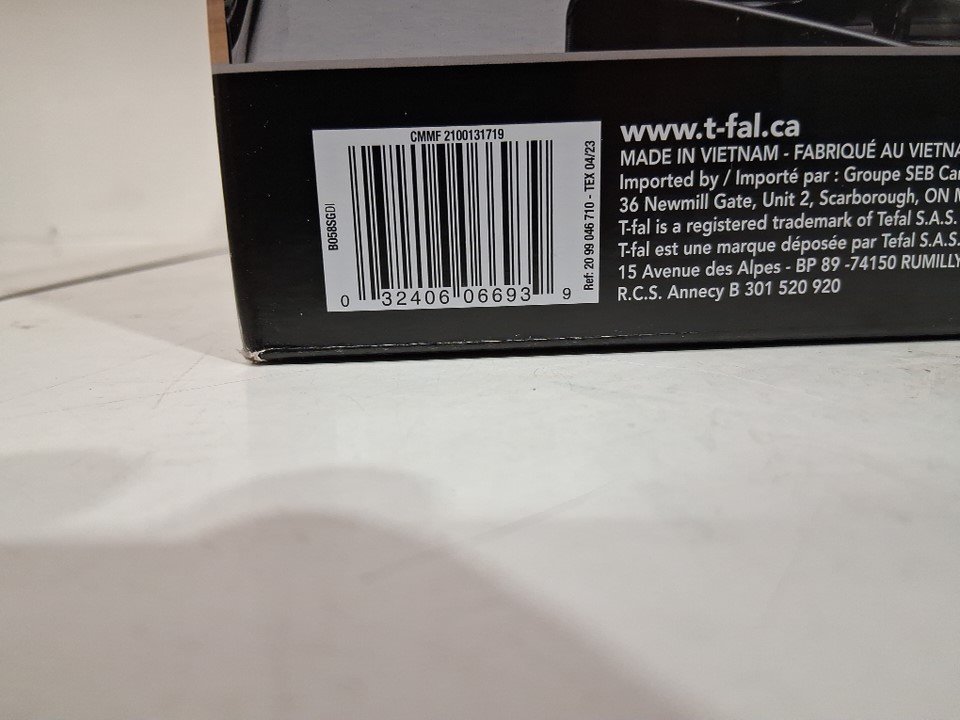 CMMF 2100131719
B058SGDI
0 32406 06693 9
Ref: 20 99 046 710 - TEX 04/23
www.t-fal.ca
MADE IN VIETNAM - FABRIQUÉ AU
Imported by / Importé par : Groupe SEB
36 Newmill Gate, Unit 2, Scarborough, ON
T-fal is a registered trademark of Tefal S.A.S.
T-fal est une marque déposée par Tefal S.A.S.
15 Avenue des Alpes - BP 89 -74150 RUMILLY
R.C.S. Annecy B 301 520 920